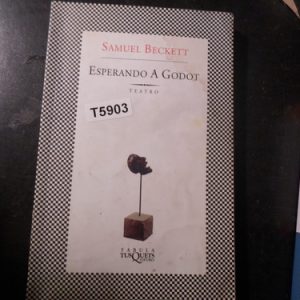 SAMUEL BECKETT
ESPERANDO A GODOT
TEATRO
T5903
FÁBULA
TUSQUETS